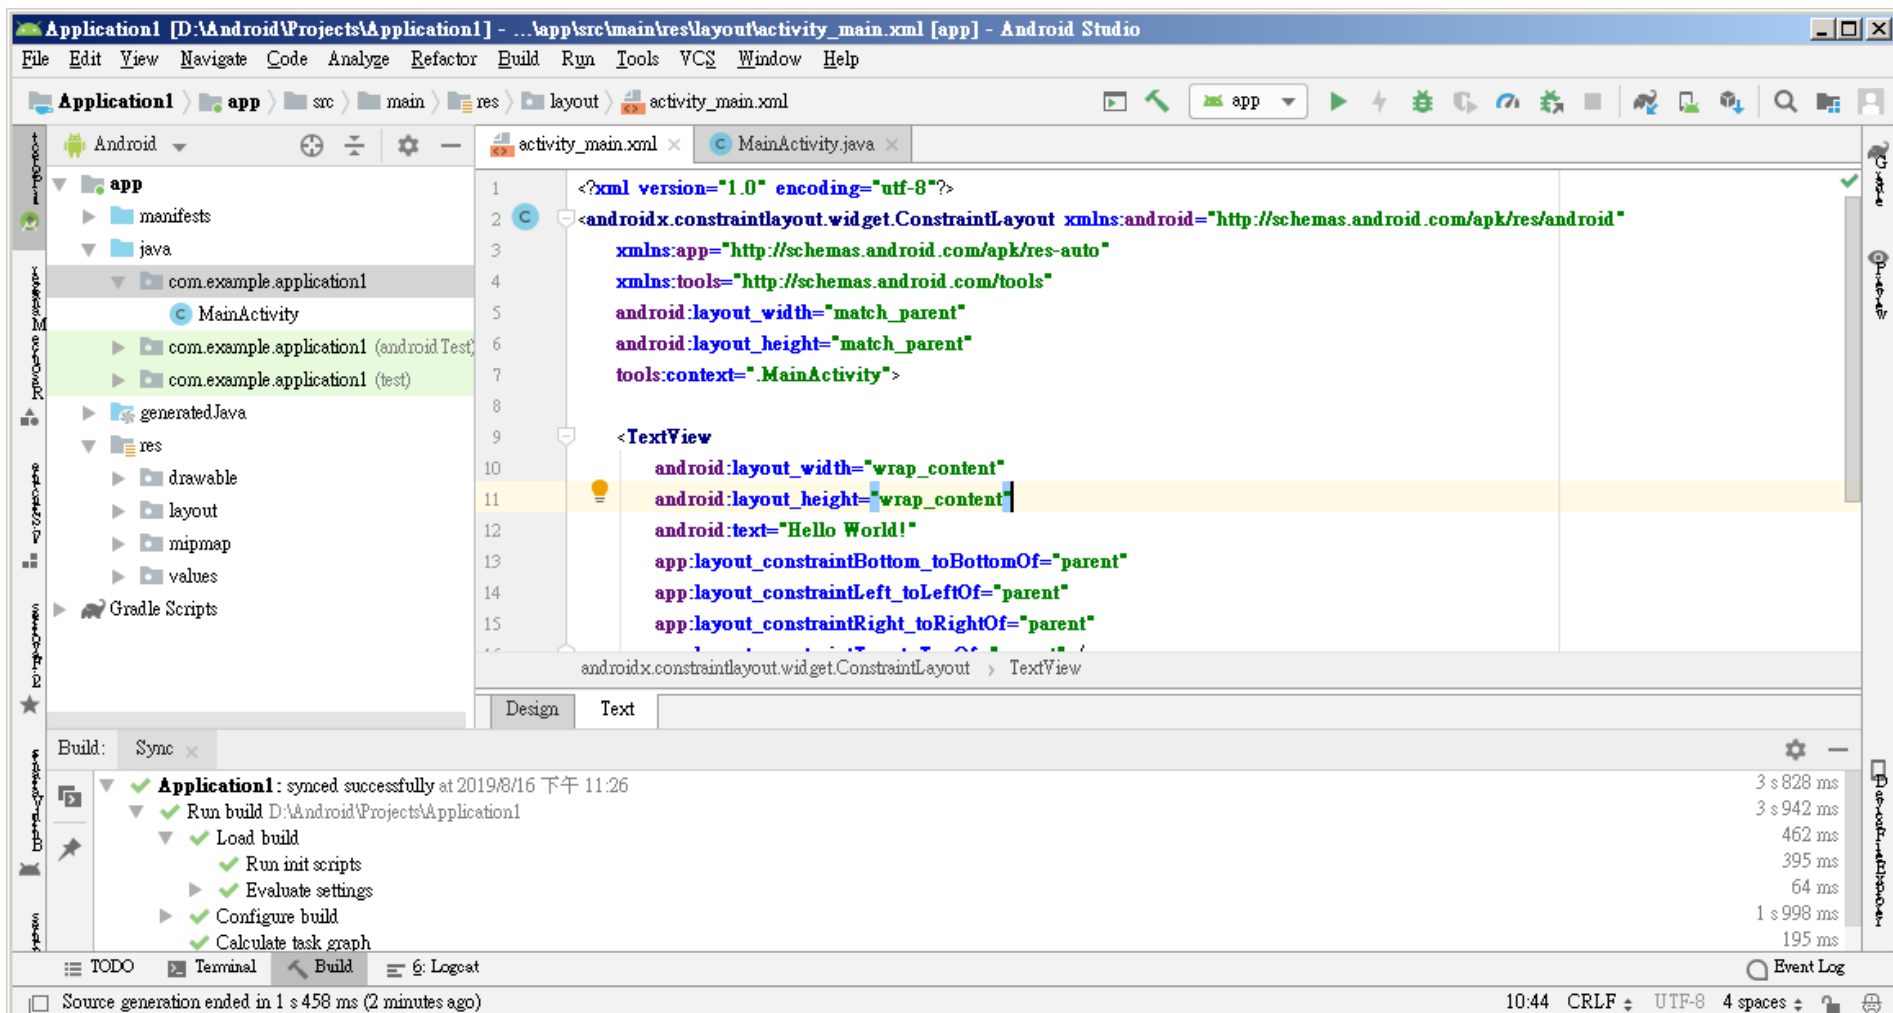 Application1 [D:\Android\Projects\Application1] - ...\app\src\main\res\layout\activity_main.xml [app] - Android Studio
File Edit View Navigate Code Analyze Refactor Build Run Tools VCS Window Help
Application1 app src main res layout activity_main.xml
app
Android
activity_main.xml
MainActivity.java
app
manifests
java
com.example.application1
MainActivity
com.example.application1 (androidTest)
com.example.application1 (test)
generatedJava
res
drawable
layout
mipmap
values
Gradle Scripts
1 <?xml version="1.0" encoding="utf-8"?>
2 <androidx.constraintlayout.widget.ConstraintLayout xmlns:android="http://schemas.android.com/apk/res/android"
3 xmlns:app="http://schemas.android.com/apk/res-auto"
4 xmlns:tools="http://schemas.android.com/tools"
5 android:layout_width="match_parent"
6 android:layout_height="match_parent"
7 tools:context=".MainActivity">
8
9 <TextView
10 android:layout_width="wrap_content"
11 android:layout_height="wrap_content"
12 android:text="Hello World!"
13 app:layout_constraintBottom_toBottomOf="parent"
14 app:layout_constraintLeft_toLeftOf="parent"
15 app:layout_constraintRight_toRightOf="parent"
androidx.constraintlayout.widget.ConstraintLayout > TextView
Design Text
Build: Sync
Application1: synced successfully at 2019/8/16 下午 11:26 3 s 828 ms
Run build D:\Android\Projects\Application1 3 s 942 ms
Load build 462 ms
Run init scripts 395 ms
Evaluate settings 64 ms
Configure build 1 s 998 ms
Calculate task graph 195 ms
TODO Terminal Build 6: Logcat Event Log
Source generation ended in 1 s 458 ms (2 minutes ago) 10:44 CRLF UTF-8 4 spaces